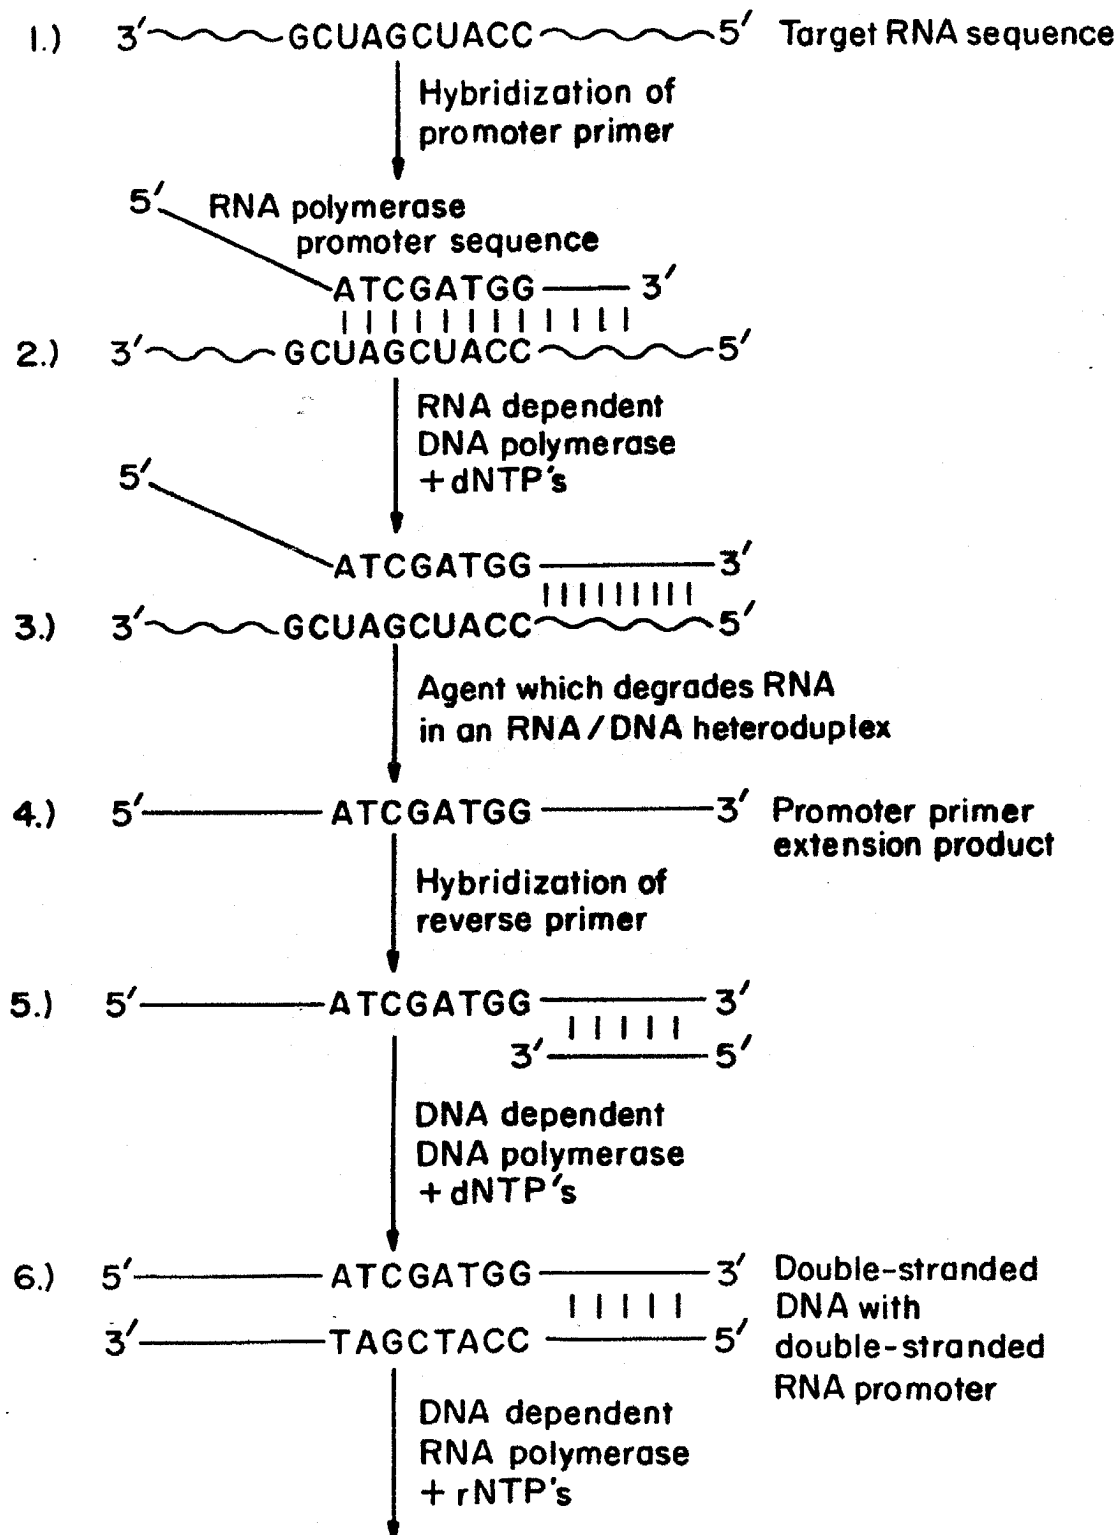 1.) 3′ GCUAGCUACC 5′ Target RNA sequence
Hybridization of
promoter primer
5′ RNA polymerase
promoter sequence
ATCGATGG 3′
2.) 3′ GCUAGCUACC 5′
RNA dependent
DNA polymerase
+dNTP's
5′
ATCGATGG 3′
3.) 3′ GCUAGCUACC 5′
Agent which degrades RNA
in an RNA/DNA heteroduplex
4.) 5′ ATCGATGG 3′ Promoter primer
extension product
Hybridization of
reverse primer
5.) 5′ ATCGATGG 3′
3′ 5′
DNA dependent
DNA polymerase
+ dNTP's
6.) 5′ ATCGATGG 3′ Double-stranded
DNA with
3′ TAGCTACC 5′ double-stranded
RNA promoter
DNA dependent
RNA polymerase
+ rNTP's